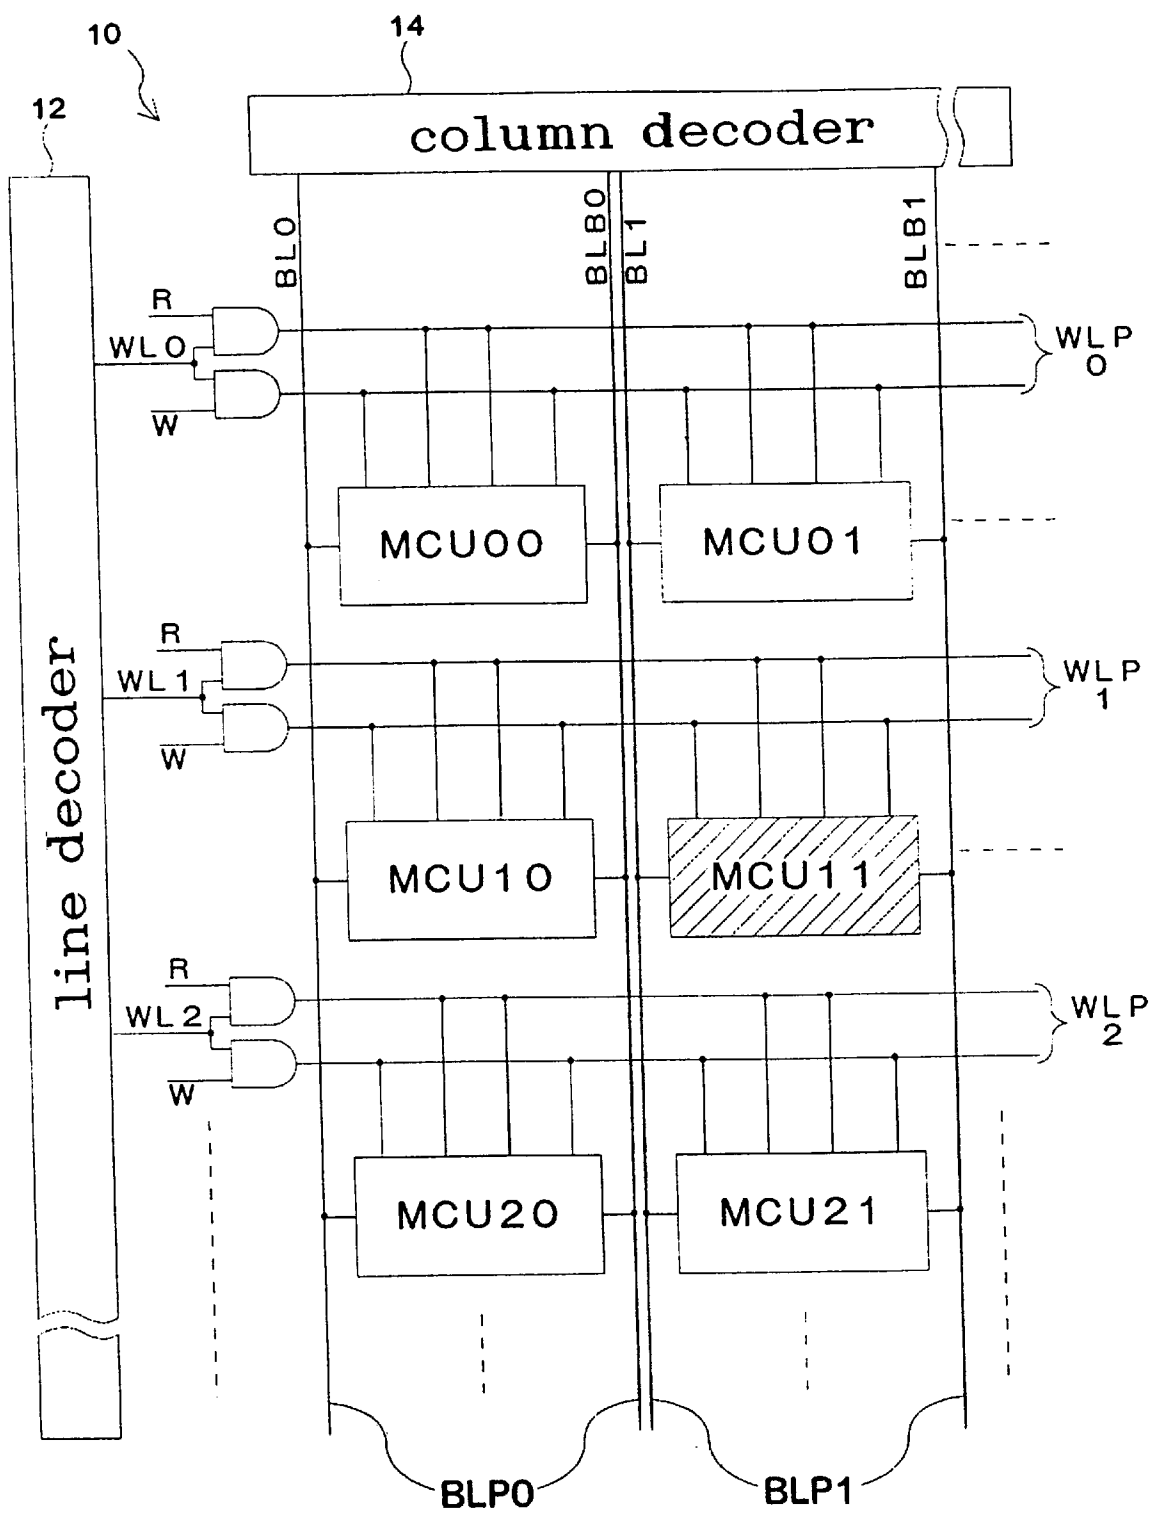 10
14
12
column decoder
BL0
BLB0
BL1
BLB1
R
WL0
W
WLP
0
MCU00
MCU01
R
WL1
W
WLP
1
line decoder
MCU10
MCU11
R
WL2
W
WLP
2
MCU20
MCU21
BLP0
BLP1